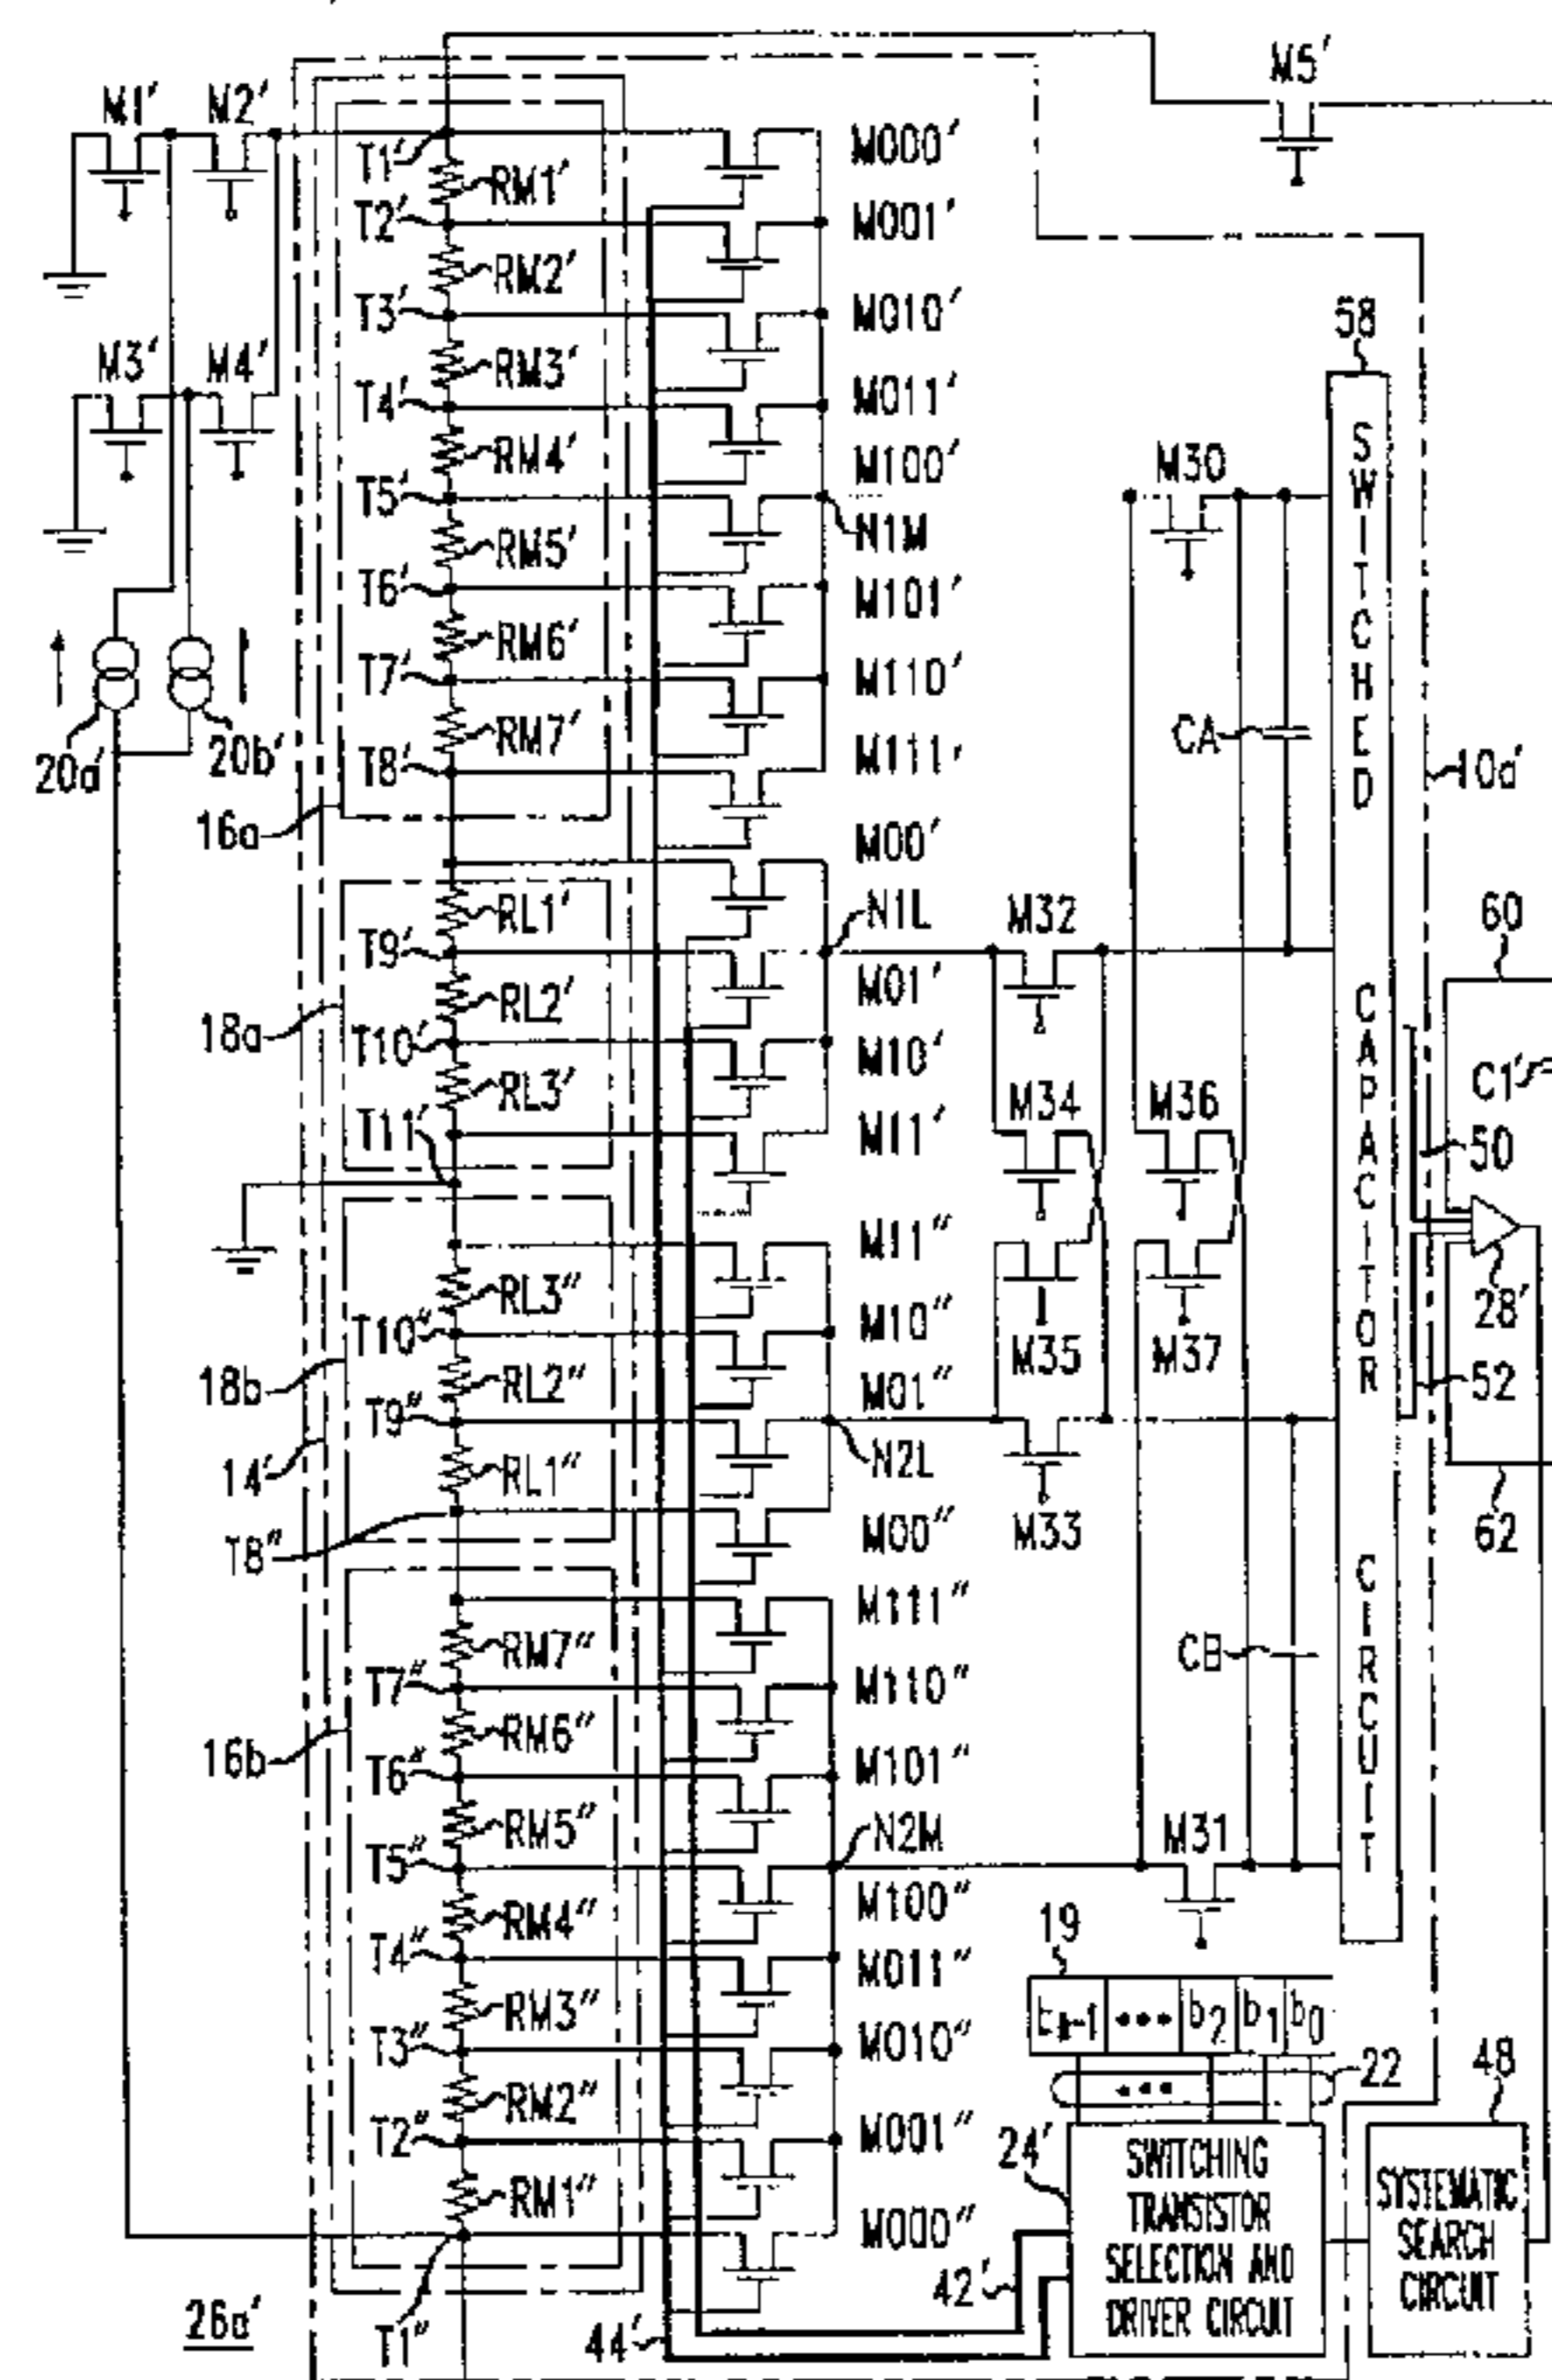 M5'
M1' M2'
T1' RM1' M000'
T2' M001'
RM2'
T3' M010'
M3' M4' RM3'
T4' M011'
RM4' M100'
T5' N1M
RM5' M101'
T6'
RM6' M110'
T7'
RM7' M111'
T8'
20a' 20b'
16a M00'
RL1' N1L
T9' M01'
RL2'
18a T10' M10'
RL3'
T11' M11'
M11"
RL3"
T10" M10"
18b RL2" M01"
T9" N2L
14' RL1"
T8" M00"
M111"
RM7"
T7" M110"
RM6"
16b T6" M101"
RM5" N2M
T5" M100"
RM4"
T4" M011"
RM3"
T3" M010"
RM2"
T2" M001"
RM1"
M000"
T1"
26a'
44'
42'
M30
M32
M34 M36
M35 M37
M33
M31
CA
CB
58
SWITCHED
CAPACITOR
CIRCUIT
10a'
60
C1'
50
28'
52
62
19
••• b2 b1 b0
•••
22
24'
SWITCHING
TRANSISTOR
SELECTION AND
DRIVER CIRCUIT
48
SYSTEMATIC
SEARCH
CIRCUIT